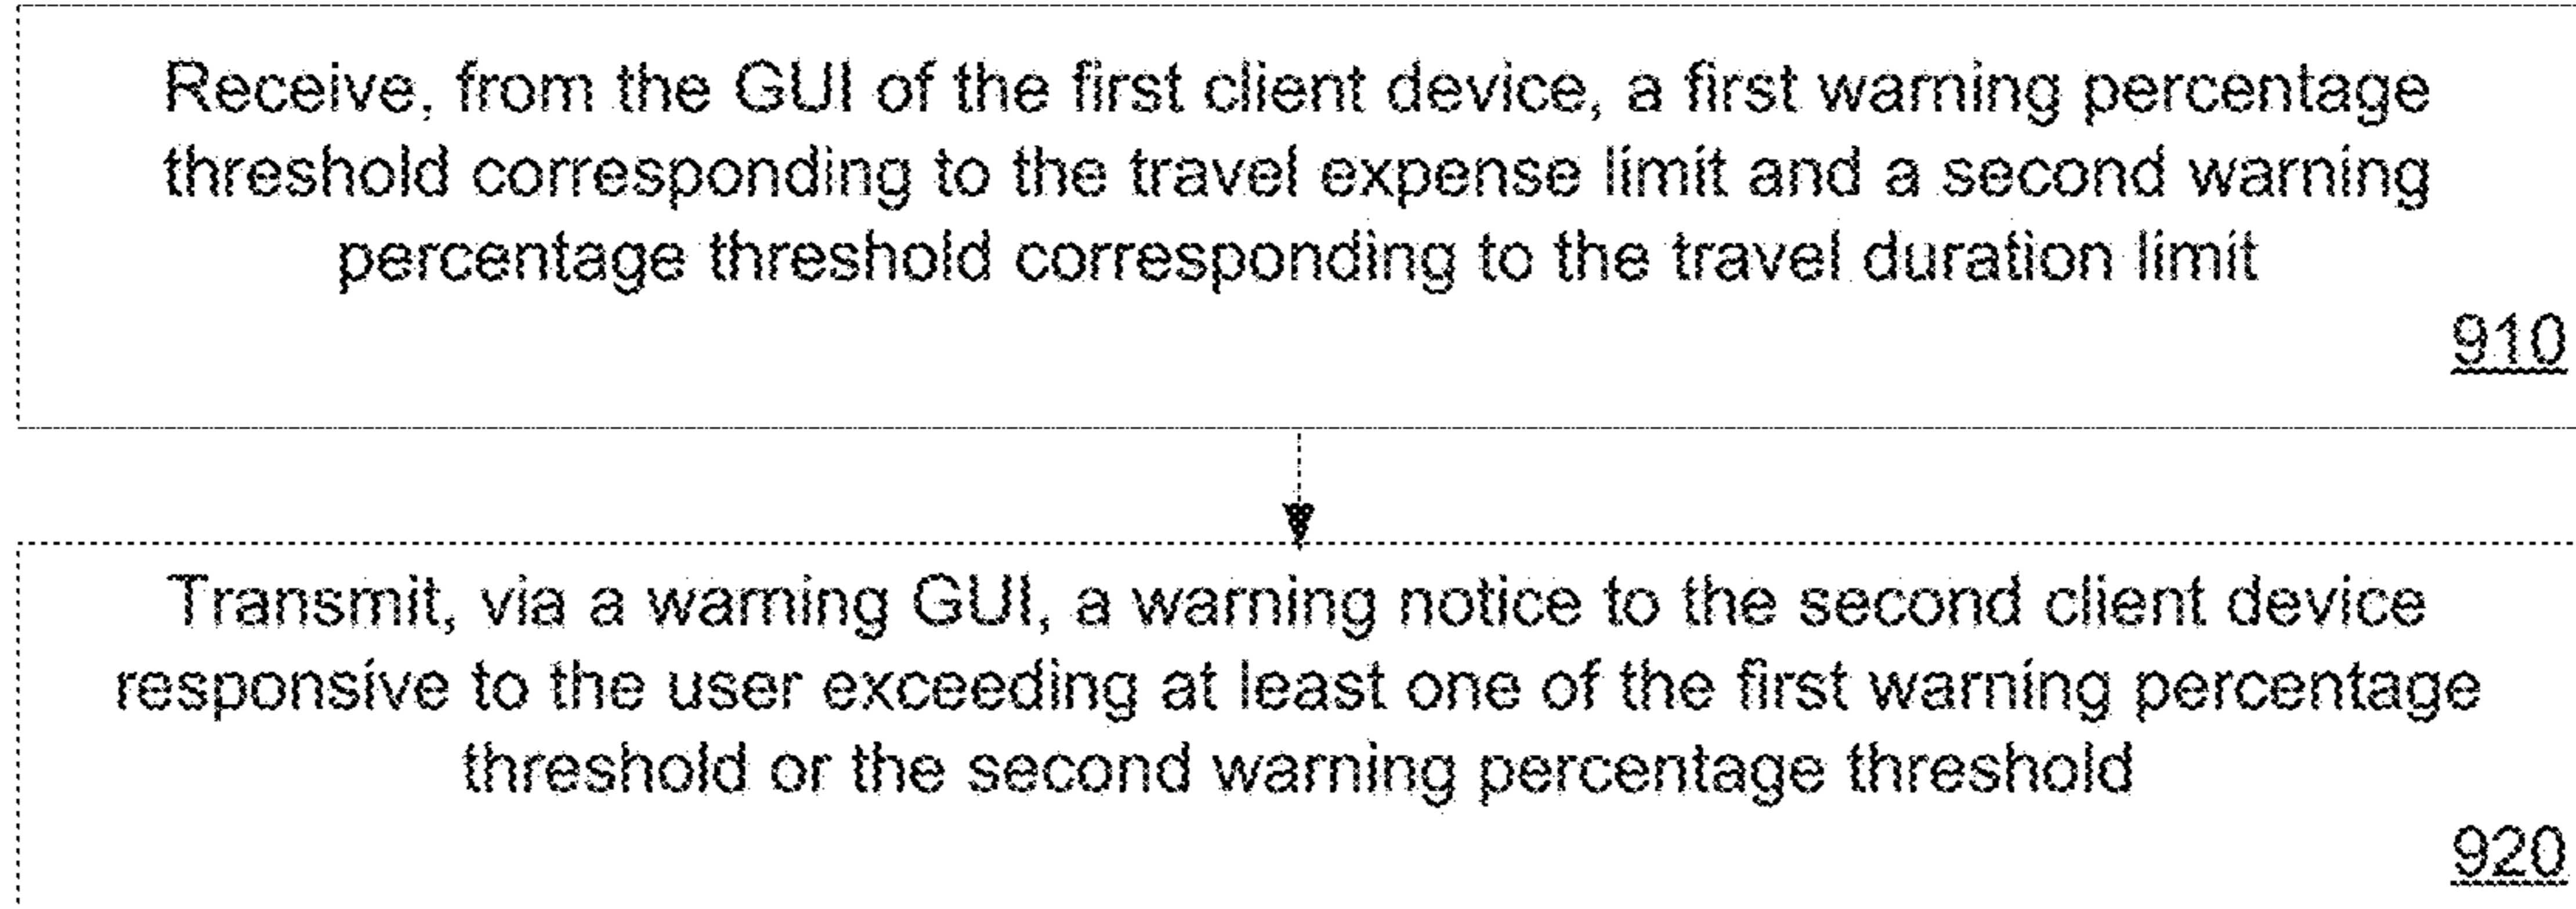 Receive, from the GUI of the first client device, a first warning percentage
threshold corresponding to the travel expense limit and a second warning
percentage threshold corresponding to the travel duration limit
910
Transmit, via a warning GUI, a warning notice to the second client device
responsive to the user exceeding at least one of the first warning percentage
threshold or the second warning percentage threshold
920